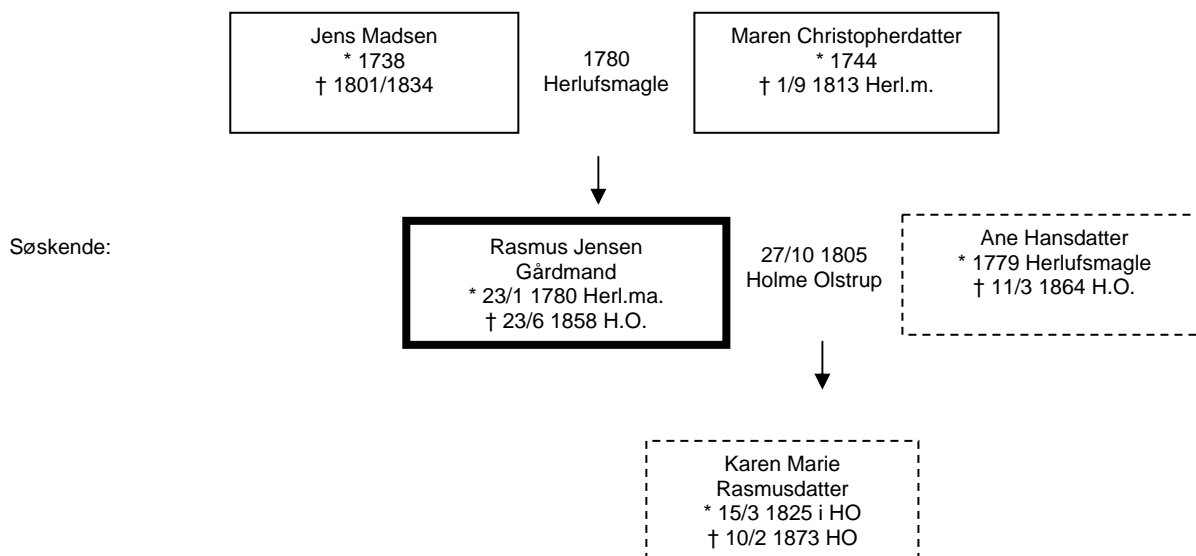 Jens Madsen
* 1738
† 1801/1834
1780
Herlufsmagle
Maren Christopherdatter
* 1744
† 1/9 1813 Herl.m.
Søskende:
Rasmus Jensen
Gårdmand
* 23/1 1780 Herl.ma.
† 23/6 1858 H.O.
27/10 1805
Holme Olstrup
Ane Hansdatter
* 1779 Herlufsmagle
† 11/3 1864 H.O.
Karen Marie
Rasmusdatter
* 15/3 1825 i HO
† 10/2 1873 HO